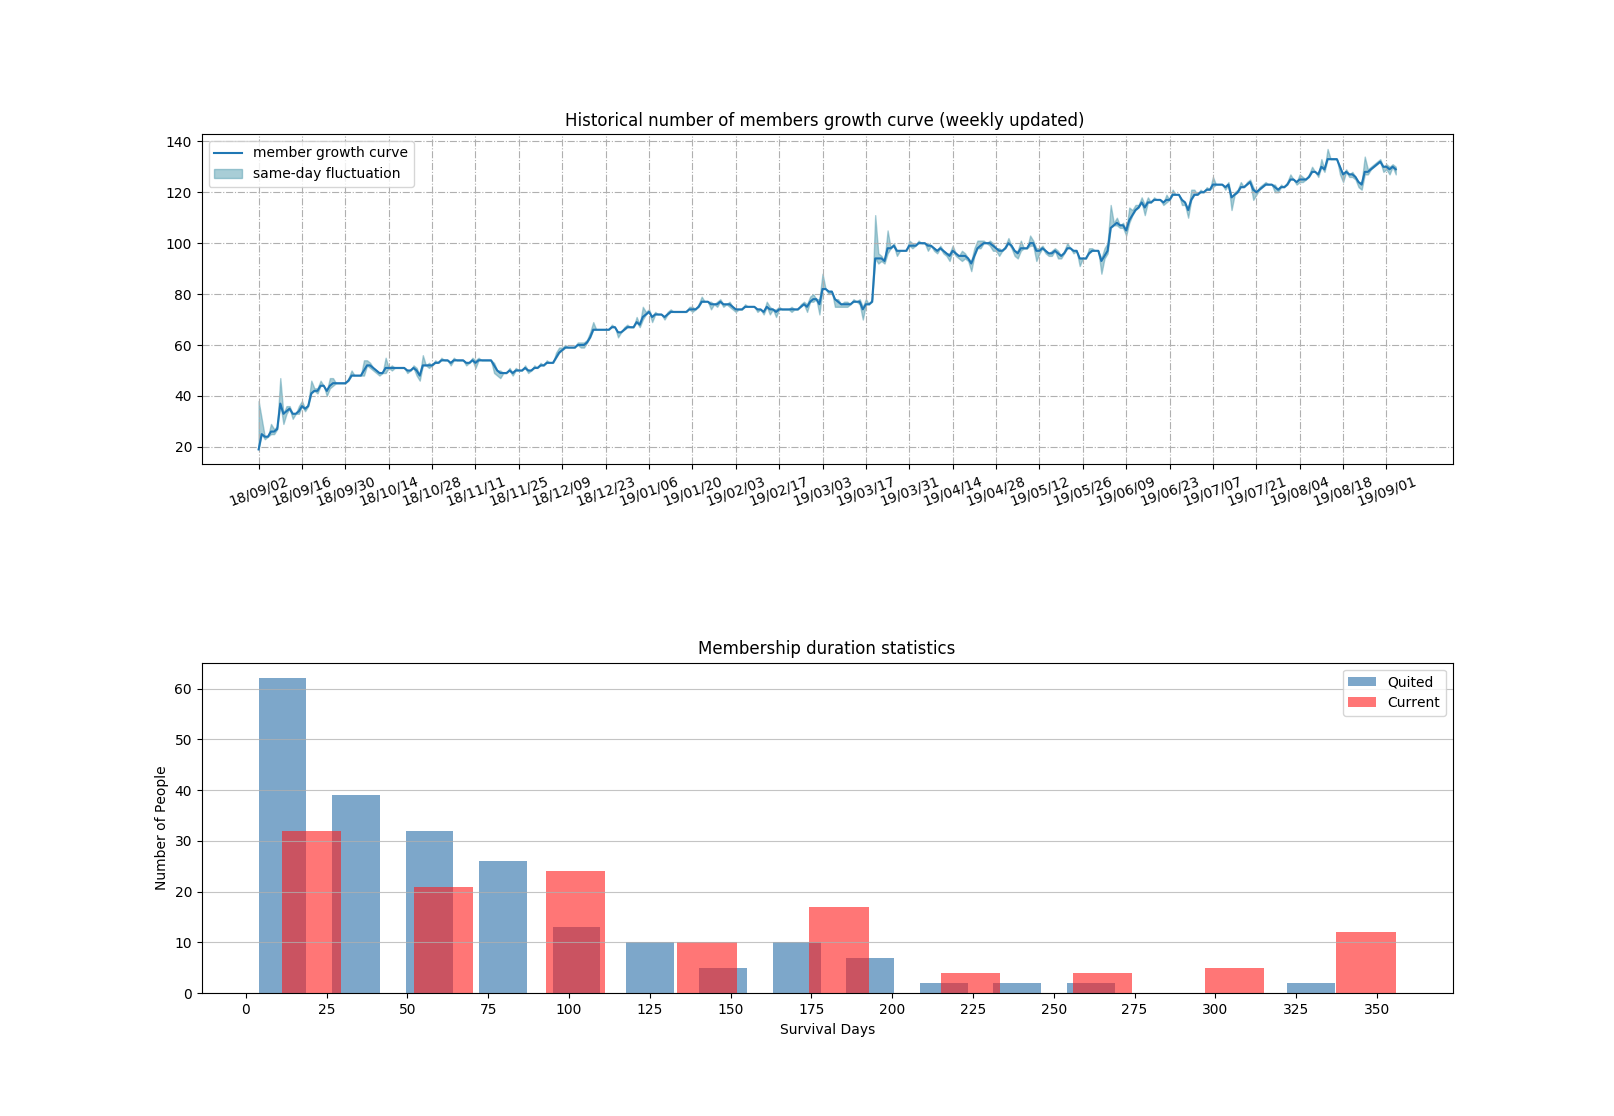 Historical number of members growth curve (weekly updated)
member growth curve
same-day fluctuation
140
120
100
80
60
40
20
18/09/02 18/09/16 18/09/30 18/10/14 18/10/28 18/11/11 18/11/25 18/12/09 18/12/23 19/01/06 19/01/20 19/02/03 19/02/17 19/03/03 19/03/17 19/03/31 19/04/14 19/04/28 19/05/12 19/05/26 19/06/09 19/06/23 19/07/07 19/07/21 19/08/04 19/08/18 19/09/01
Membership duration statistics
Quited
Current
Number of People
60
50
40
30
20
10
0
0 25 50 75 100 125 150 175 200 225 250 275 300 325 350
Survival Days